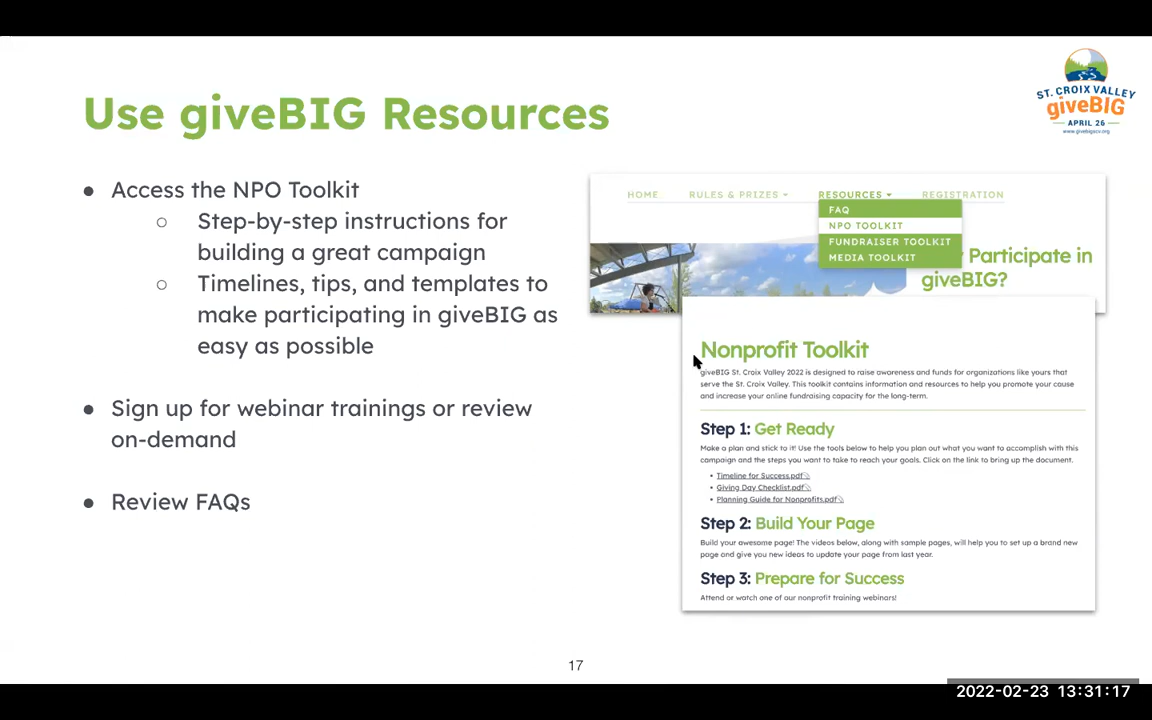 Use giveBIG Resources
ST. CROIX VALLEY
giveBIG
APRIL 26
www.givebigscv.org
● Access the NPO Toolkit
○ Step-by-step instructions for
building a great campaign
○ Timelines, tips, and templates to
make participating in giveBIG as
easy as possible
● Sign up for webinar trainings or review
on-demand
● Review FAQs
HOME RULES & PRIZES RESOURCES REGISTRATION
FAQ
NPO TOOLKIT
FUNDRAISER TOOLKIT
MEDIA TOOLKIT
Participate in
giveBIG?
Nonprofit Toolkit
giveBIG St. Croix Valley 2022 is designed to raise awareness and funds for organizations like yours that
serve the St. Croix Valley. This toolkit contains information and resources to help you promote your cause
and increase your online fundraising capacity for the long-term.
Step 1: Get Ready
Make a plan and stick to it! Use the tools below to help you plan out what you want to accomplish with this
campaign and the steps you want to take to reach your goals. Click on the link to bring up the document.
• Timeline for Success.pdf
• Giving Day Checklist.pdf
• Planning Guide for Nonprofits.pdf
Step 2: Build Your Page
Build your awesome page! The videos below, along with sample pages, will help you to set up a brand new
page and give you new ideas to update your page from last year.
Step 3: Prepare for Success
Attend or watch one of our nonprofit training webinars!
17
2022-02-23 13:31:17